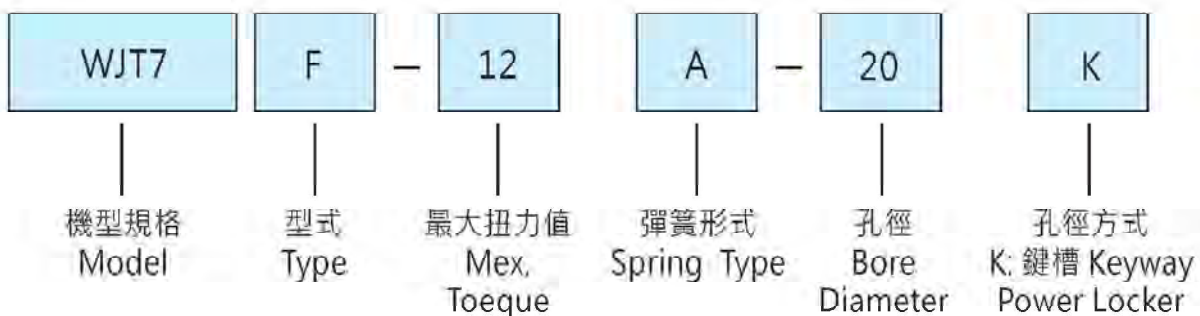 WJT7 F – 12 A – 20 K
機型規格 型式 最大扭力值 彈簧形式 孔徑 孔徑方式
Model Type Mex, Spring Type Bore K; 鍵槽 Keyway
Toeque Diameter Power Locker